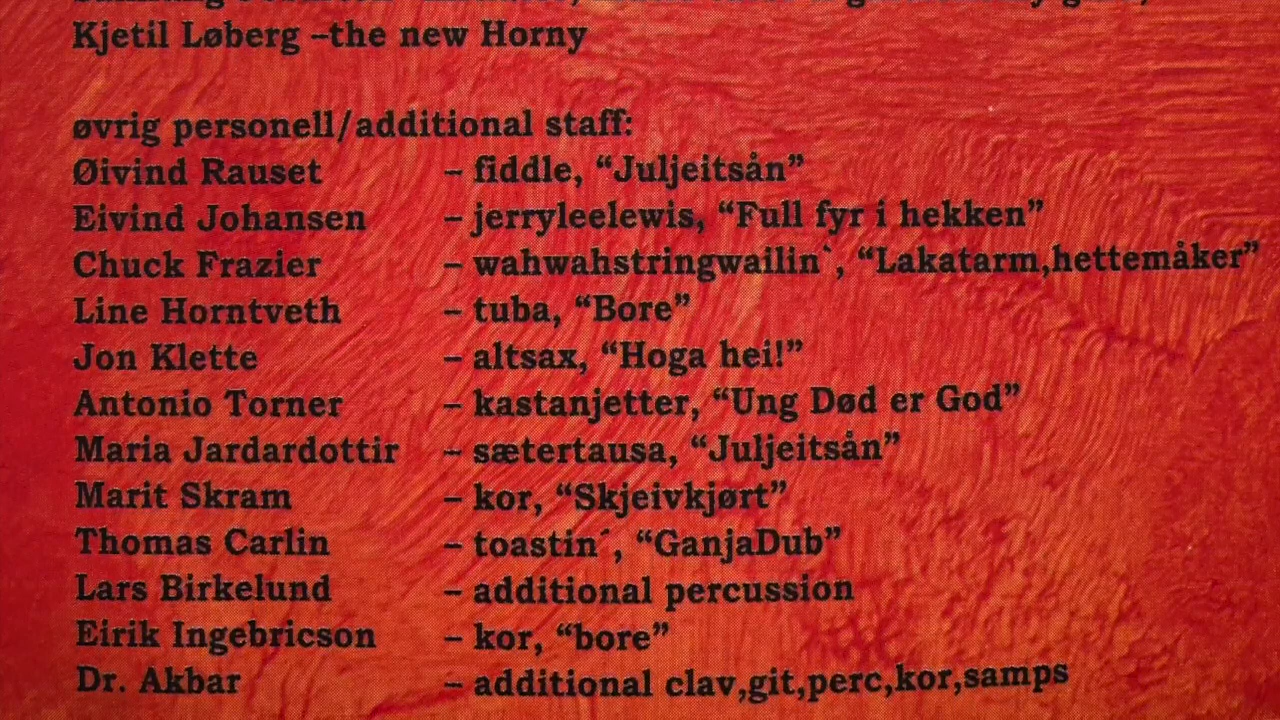 Kjetil Løberg –the new Horny
øvrig personell/additional staff:
Øivind Rauset – fiddle, “Juljeitsån”
Eivind Johansen – jerryleelewis, “Full fyr i hekken”
Chuck Frazier – wahwahstringwailin`, “Lakatarm,hettemåker”
Line Horntveth – tuba, “Bore”
Jon Klette – altsax, “Hoga hei!”
Antonio Torner – kastanjetter, “Ung Død er God”
Maria Jardardottir – sætertausa, “Juljeitsån”
Marit Skram – kor, “Skjeivkjørt”
Thomas Carlin – toastin´, “GanjaDub”
Lars Birkelund – additional percussion
Eirik Ingebricson – kor, “bore”
Dr. Akbar – additional clav,git,perc,kor,samps